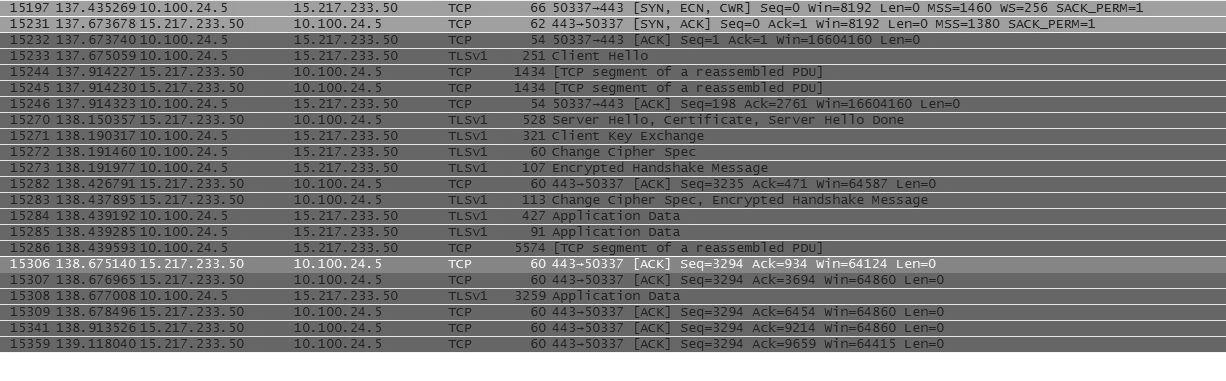 15197 137.435269 10.100.24.5 15.217.233.50 TCP 66 50337→443 [SYN, ECN, CWR] Seq=0 Win=8192 Len=0 MSS=1460 WS=256 SACK_PERM=1
15231 137.673678 15.217.233.50 10.100.24.5 TCP 62 443→50337 [SYN, ACK] Seq=0 Ack=1 Win=8192 Len=0 MSS=1380 SACK_PERM=1
15232 137.673740 10.100.24.5 15.217.233.50 TCP 54 50337→443 [ACK] Seq=1 Ack=1 Win=16604160 Len=0
15233 137.675059 10.100.24.5 15.217.233.50 TLSv1 251 Client Hello
15244 137.914227 15.217.233.50 10.100.24.5 TCP 1434 [TCP segment of a reassembled PDU]
15245 137.914230 15.217.233.50 10.100.24.5 TCP 1434 [TCP segment of a reassembled PDU]
15246 137.914323 10.100.24.5 15.217.233.50 TCP 54 50337→443 [ACK] Seq=198 Ack=2761 Win=16604160 Len=0
15270 138.150357 15.217.233.50 10.100.24.5 TLSv1 528 Server Hello, Certificate, Server Hello Done
15271 138.190317 10.100.24.5 15.217.233.50 TLSv1 321 Client Key Exchange
15272 138.191460 10.100.24.5 15.217.233.50 TLSv1 60 Change Cipher Spec
15273 138.191977 10.100.24.5 15.217.233.50 TLSv1 107 Encrypted Handshake Message
15282 138.426791 15.217.233.50 10.100.24.5 TCP 60 443→50337 [ACK] Seq=3235 Ack=471 Win=64587 Len=0
15283 138.437895 15.217.233.50 10.100.24.5 TLSv1 113 Change Cipher Spec, Encrypted Handshake Message
15284 138.439192 10.100.24.5 15.217.233.50 TLSv1 427 Application Data
15285 138.439285 10.100.24.5 15.217.233.50 TLSv1 91 Application Data
15286 138.439593 10.100.24.5 15.217.233.50 TCP 5574 [TCP segment of a reassembled PDU]
15306 138.675140 15.217.233.50 10.100.24.5 TCP 60 443→50337 [ACK] Seq=3294 Ack=934 Win=64124 Len=0
15307 138.676965 15.217.233.50 10.100.24.5 TCP 60 443→50337 [ACK] Seq=3294 Ack=3694 Win=64860 Len=0
15308 138.677008 10.100.24.5 15.217.233.50 TLSv1 3259 Application Data
15309 138.678496 15.217.233.50 10.100.24.5 TCP 60 443→50337 [ACK] Seq=3294 Ack=6454 Win=64860 Len=0
15341 138.913526 15.217.233.50 10.100.24.5 TCP 60 443→50337 [ACK] Seq=3294 Ack=9214 Win=64860 Len=0
15359 139.118040 15.217.233.50 10.100.24.5 TCP 60 443→50337 [ACK] Seq=3294 Ack=9659 Win=64415 Len=0